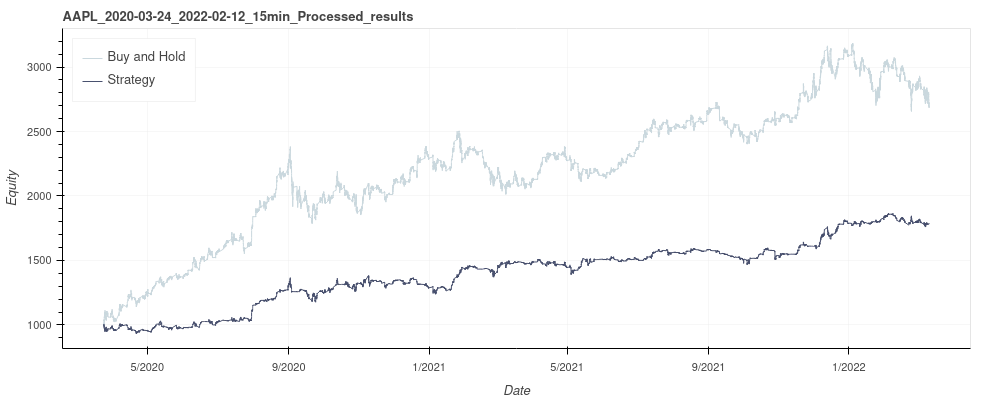 AAPL_2020-03-24_2022-02-12_15min_Processed_results
Buy and Hold
Strategy
3000
2500
2000
1500
1000
Equity
5/2020
9/2020
1/2021
5/2021
9/2021
1/2022
Date